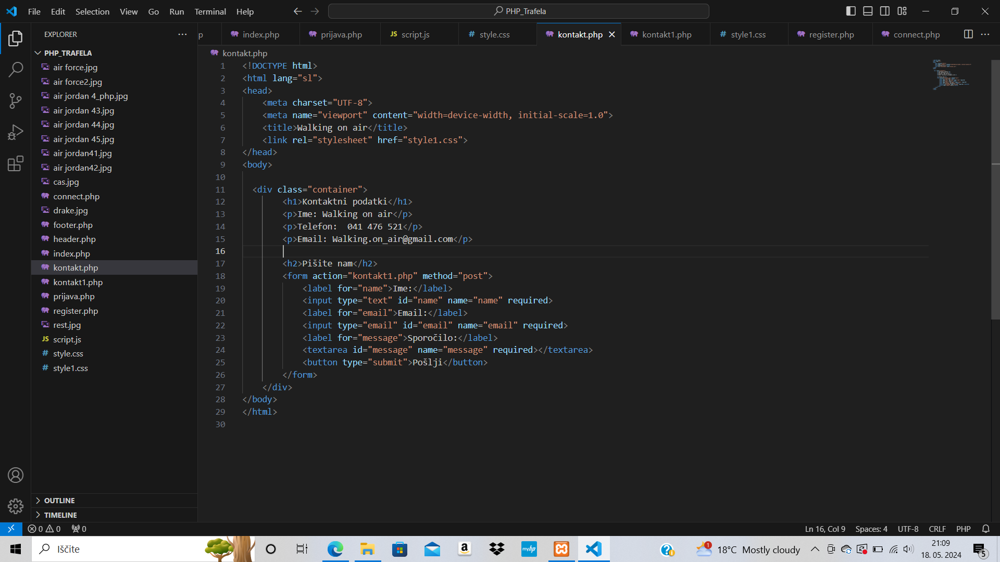 File Edit Selection View Go Run Terminal Help
PHP_Trafela
EXPLORER
p
index.php
prijava.php
JS script.js
# style.css
kontakt.php
kontakt1.php
# style1.css
register.php
connect.php
PHP_TRAFELA
air force.jpg
air force2.jpg
air jordan 4_php.jpg
air jordan 43.jpg
air jordan 44.jpg
air jordan 45.jpg
air jordan41.jpg
air jordan42.jpg
cas.jpg
connect.php
drake.jpg
footer.php
header.php
index.php
kontakt.php
kontakt1.php
prijava.php
register.php
rest.jpg
JS script.js
# style.css
# style1.css
OUTLINE
TIMELINE
kontakt.php
1 <!DOCTYPE html>
2 <html lang="sl">
3 <head>
4 <meta charset="UTF-8">
5 <meta name="viewport" content="width=device-width, initial-scale=1.0">
6 <title>Walking on air</title>
7 <link rel="stylesheet" href="style1.css">
8 </head>
9 <body>
10
11 <div class="container">
12 <h1>Kontaktni podatki</h1>
13 <p>Ime: Walking on air</p>
14 <p>Telefon:  041 476 521</p>
15 <p>Email: Walking.on_air@gmail.com</p>
16
17 <h2>Pišite nam</h2>
18 <form action="kontakt1.php" method="post">
19 <label for="name">Ime:</label>
20 <input type="text" id="name" name="name" required>
21 <label for="email">Email:</label>
22 <input type="email" id="email" name="email" required>
23 <label for="message">Sporočilo:</label>
24 <textarea id="message" name="message" required></textarea>
25 <button type="submit">Pošlji</button>
26 </form>
27 </div>
28 </body>
29 </html>
30
0 0 0
Ln 16, Col 9 Spaces: 4 UTF-8 CRLF PHP
Iščite
a
my hp
1
18°C Mostly cloudy
21:09
18. 05. 2024
5